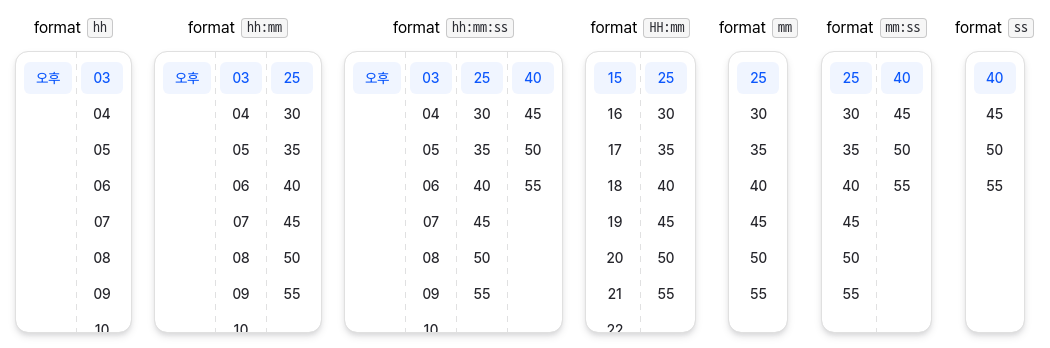 format hh format hh:mm format hh:mm:ss format HH:mm format mm format mm:ss format ss
오후 03 오후 03 25 오후 03 25 40 15 25 25 25 40 40
04 04 30 04 30 45 16 30 30 30 45 45
05 05 35 05 35 50 17 35 35 35 50 50
06 06 40 06 40 55 18 40 40 40 55 55
07 07 45 07 45 19 45 45 45
08 08 50 08 50 20 50 50 50
09 09 55 09 55 21 55 55 55
10 10 10 22